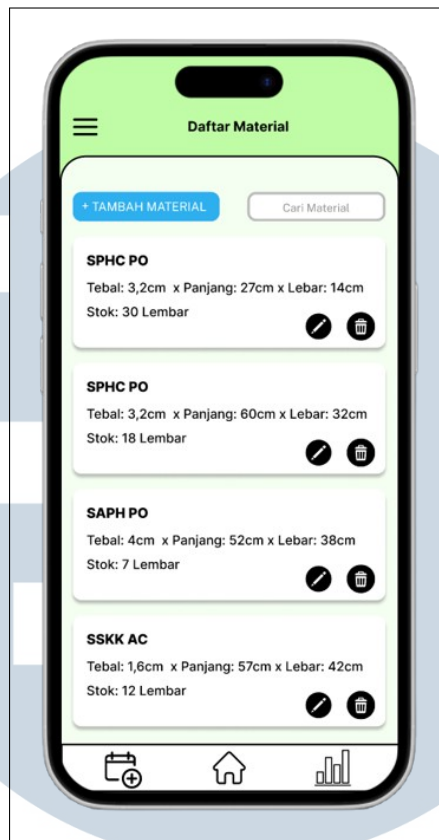 Daftar Material
+ TAMBAH MATERIAL
Cari Material
SPHC PO
Tebal: 3,2cm x Panjang: 27cm x Lebar: 14cm
Stok: 30 Lembar
SPHC PO
Tebal: 3,2cm x Panjang: 60cm x Lebar: 32cm
Stok: 18 Lembar
SAPH PO
Tebal: 4cm x Panjang: 52cm x Lebar: 38cm
Stok: 7 Lembar
SSKK AC
Tebal: 1,6cm x Panjang: 57cm x Lebar: 42cm
Stok: 12 Lembar